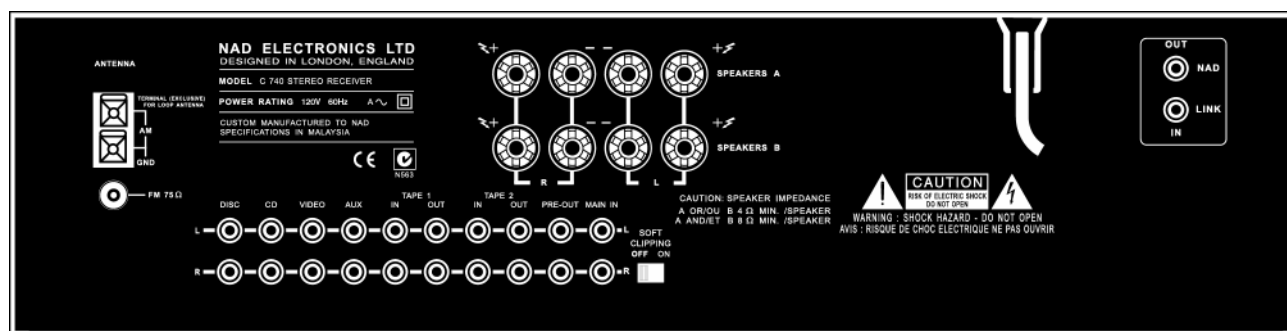 ANTENNA
TERMINAL (EXCLUSIVE)
FOR LOOP ANTENNA
AM
GND
FM 75Ω
NAD ELECTRONICS LTD
DESIGNED IN LONDON, ENGLAND
MODEL C 740 STEREO RECEIVER
POWER RATING 120V 60Hz A
CUSTOM MANUFACTURED TO NAD
SPECIFICATIONS IN MALAYSIA
CE
N563
+ – – +
SPEAKERS A
+ – – +
SPEAKERS B
R L
TAPE 1 TAPE 2
DISC CD VIDEO AUX IN OUT IN OUT PRE-OUT MAIN IN
L L
R R
SOFT
CLIPPING
OFF ON
CAUTION: SPEAKER IMPEDANCE
A OR/OU B 4 Ω MIN. /SPEAKER
A AND/ET B 8 Ω MIN. /SPEAKER
CAUTION
RISK OF ELECTRIC SHOCK
DO NOT OPEN
WARNING : SHOCK HAZARD - DO NOT OPEN
AVIS : RISQUE DE CHOC ELECTRIQUE NE PAS OUVRIR
OUT
NAD
LINK
IN